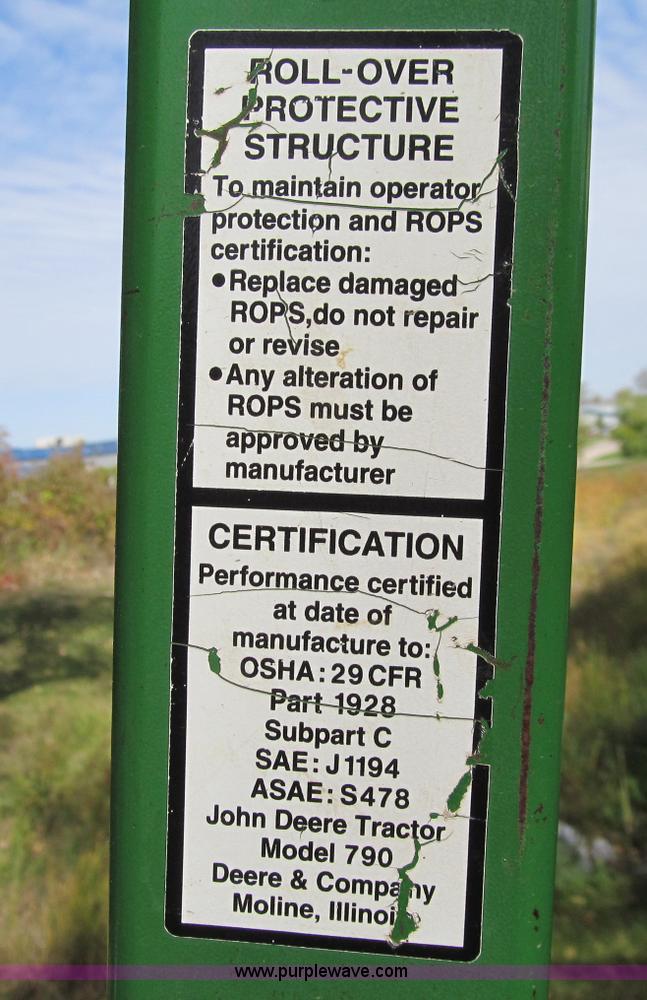 ROLL-OVER
PROTECTIVE
STRUCTURE
To maintain operator
protection and ROPS
certification:
●Replace damaged
ROPS,do not repair
or revise
●Any alteration of
ROPS must be
approved by
manufacturer
CERTIFICATION
Performance certified
at date of
manufacture to:
OSHA:29 CFR
Part 1928
Subpart C
SAE:J1194
ASAE:S478
John Deere Tractor
Model 790
Deere & Company
Moline, Illinois
www.purplewave.com